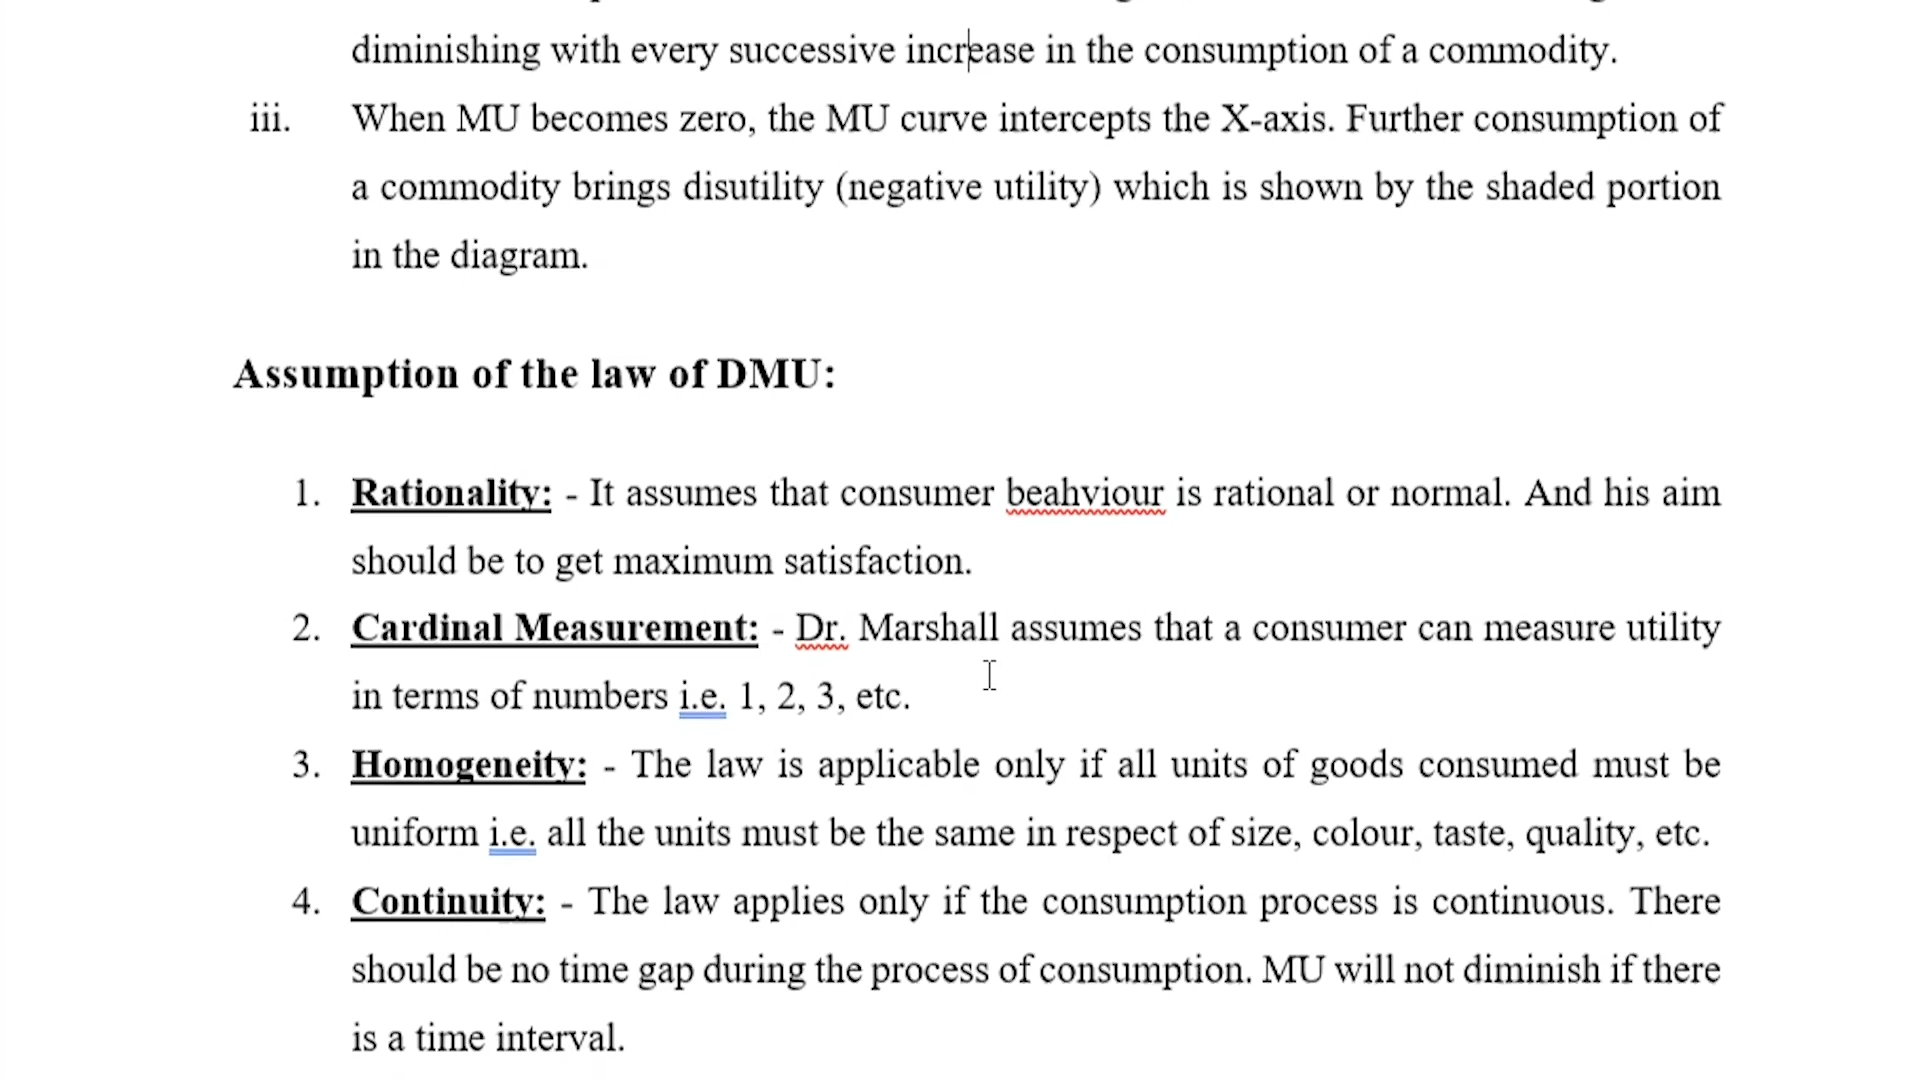 diminishing with every successive increase in the consumption of a commodity.
iii. When MU becomes zero, the MU curve intercepts the X-axis. Further consumption of
a commodity brings disutility (negative utility) which is shown by the shaded portion
in the diagram.
Assumption of the law of DMU:
1. Rationality: - It assumes that consumer beahviour is rational or normal. And his aim
should be to get maximum satisfaction.
2. Cardinal Measurement: - Dr. Marshall assumes that a consumer can measure utility
in terms of numbers i.e. 1, 2, 3, etc.
3. Homogeneity: - The law is applicable only if all units of goods consumed must be
uniform i.e. all the units must be the same in respect of size, colour, taste, quality, etc.
4. Continuity: - The law applies only if the consumption process is continuous. There
should be no time gap during the process of consumption. MU will not diminish if there
is a time interval.